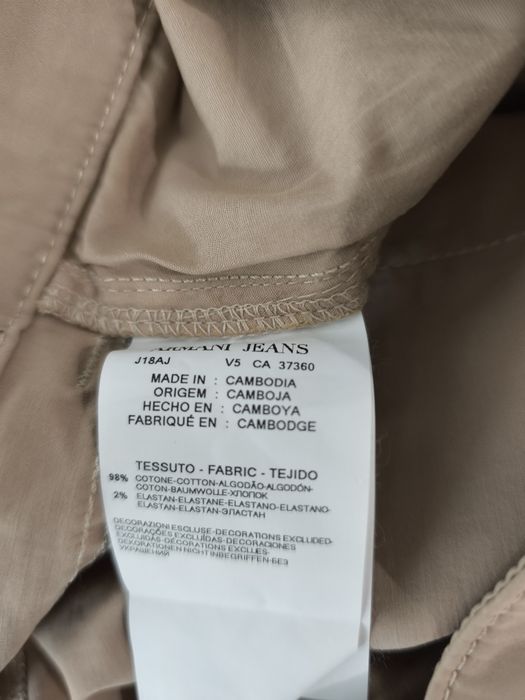 ARMANI JEANS
J18AJ V5 CA 37360
MADE IN : CAMBODIA
ORIGEM : CAMBOJA
HECHO EN : CAMBOYA
FABRIQUÉ EN : CAMBODGE
TESSUTO - FABRIC - TEJIDO
98% COTONE-COTTON-ALGODÃO-ALGODÓN-
COTON-BAUMWOLLE-ХЛОПОК
2% ELASTAN-ELASTANE-ELASTANO-ELASTANO-
ELASTAN-ELASTAN-ЭЛАСТАН
DECORAZIONI ESCLUSE-DECORATIONS EXCLUDED-
DECORAÇÕES EXCLUÍDAS-DECORACIONES
EXCLUIDAS-DÉCORATIONS EXCLUES-
DEKORATIONEN NICHT INBEGRIFFEN-БЕЗ
УКРАШЕНИЙ